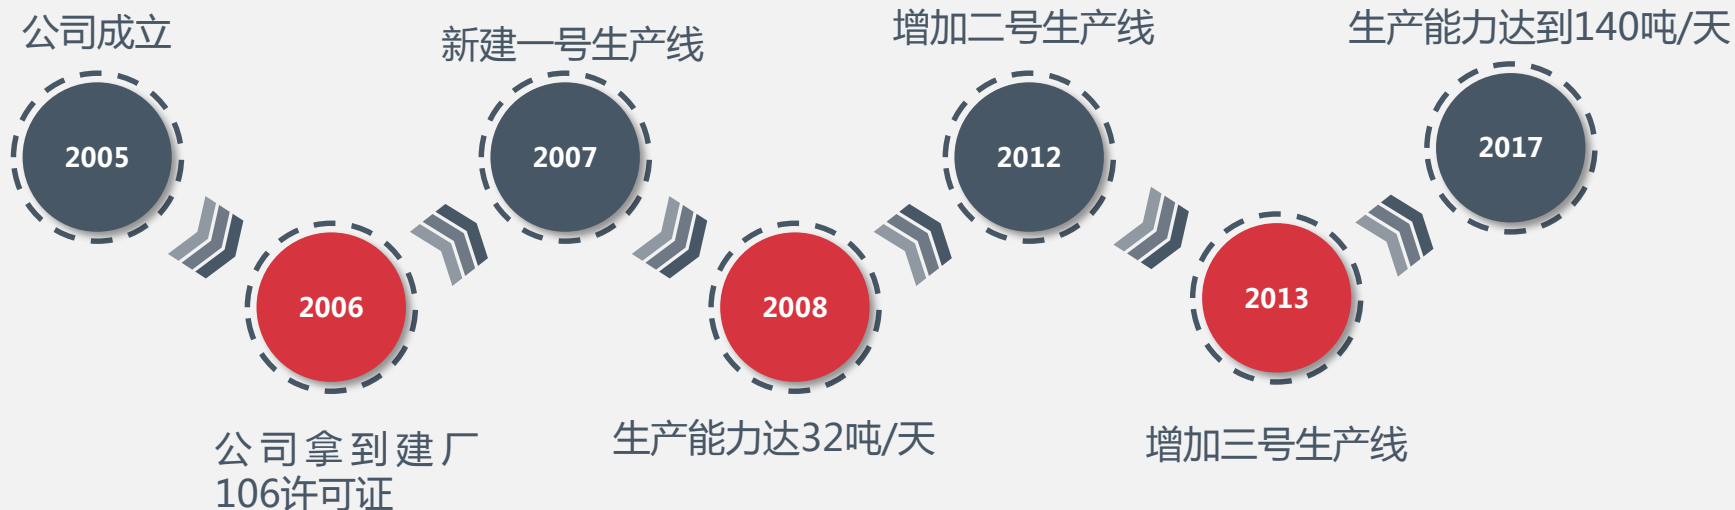 公司成立
2005
2006
公司拿到建厂
106许可证
新建一号生产线
2007
2008
生产能力达32吨/天
增加二号生产线
2012
2013
增加三号生产线
生产能力达到140吨/天
2017